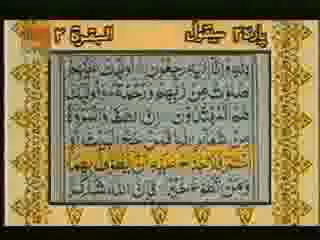 پارہ ۲ سیقول
البقرۃ ۲
لله وانا اليه رجعون اولئك عليهم
صلوت من ربهم ورحمة واولئك
هم المهتدون ان الصفا والمروة
من شعائر الله فمن حج البيت او
اعتمر فلا جناح عليه ان يطوف بهما
ومن تطوع خيرا فان الله شاكر